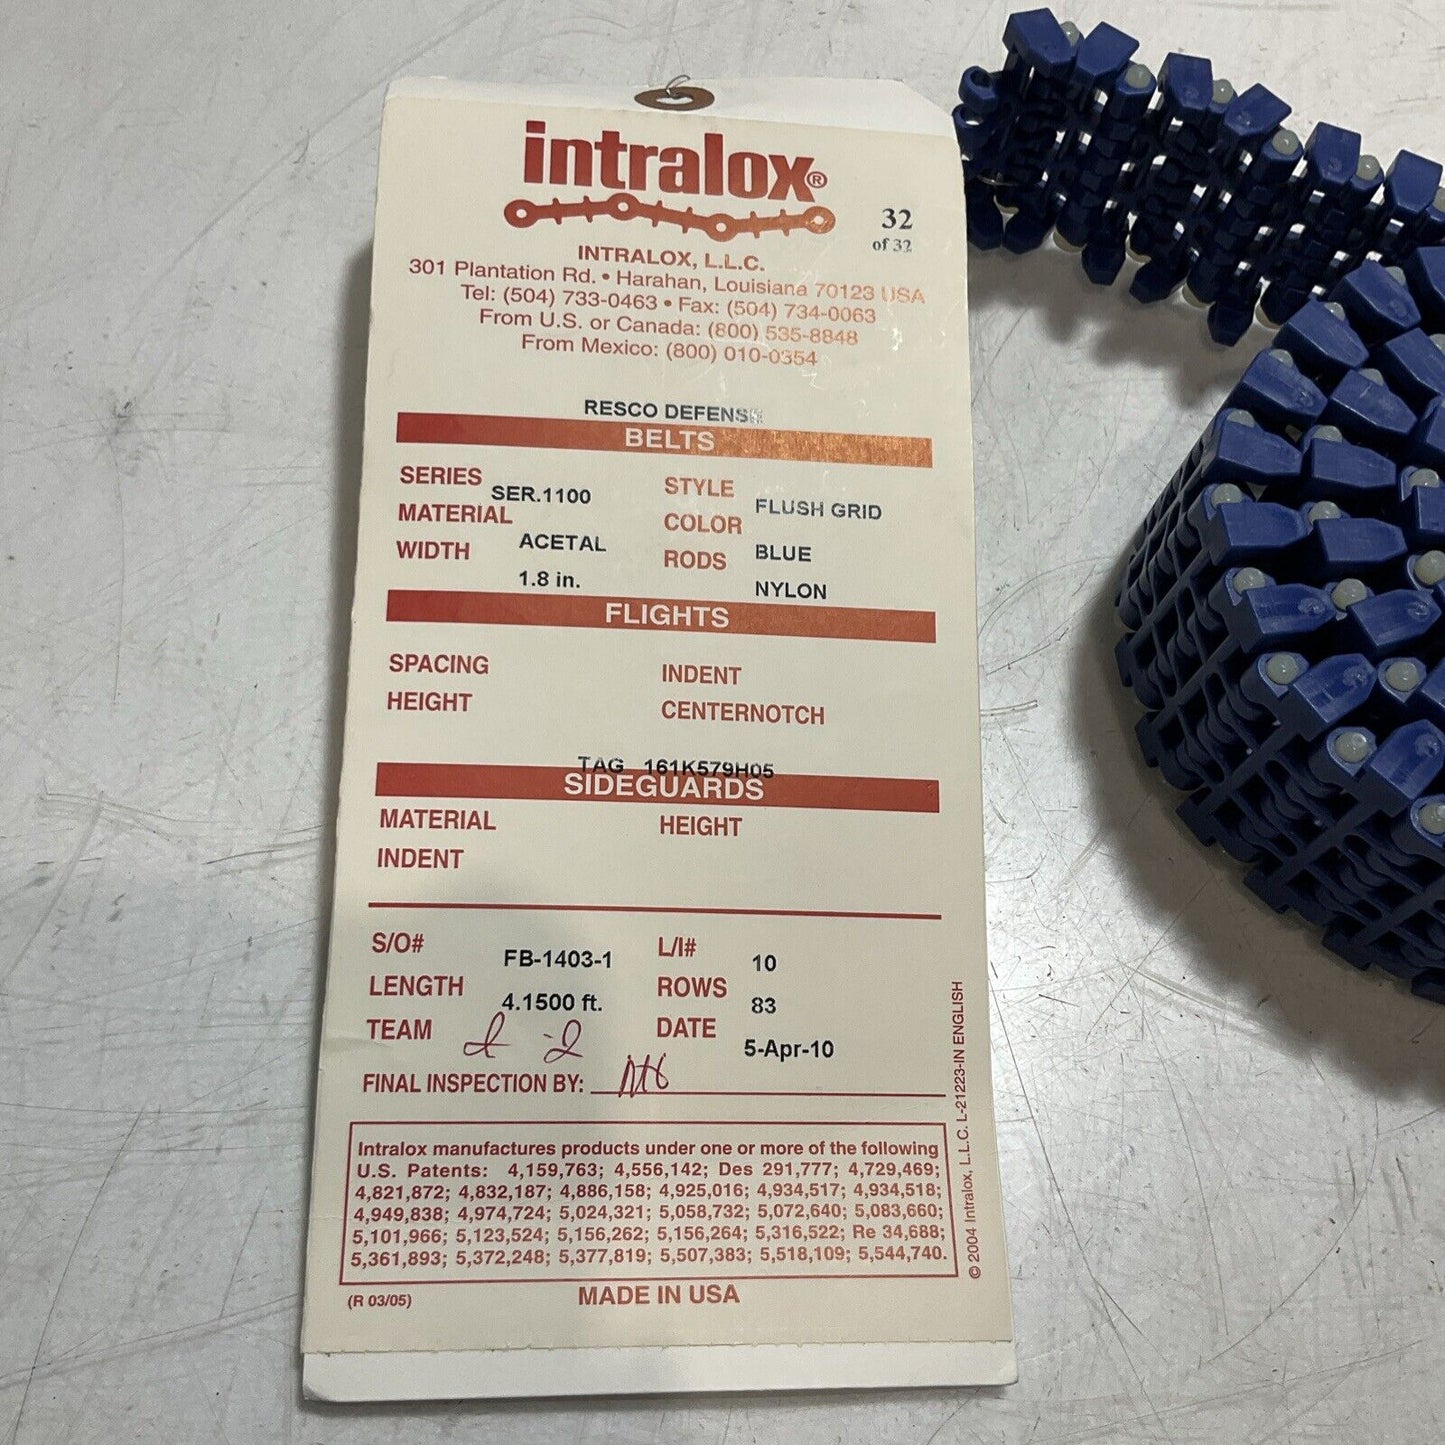 intralox®
32
of 32
INTRALOX, L.L.C.
301 Plantation Rd. • Harahan, Louisiana 70123 USA
Tel: (504) 733-0463 • Fax: (504) 734-0063
From U.S. or Canada: (800) 535-8848
From Mexico: (800) 010-0354
RESCO DEFENSE
BELTS
SERIES SER.1100 STYLE FLUSH GRID
MATERIAL ACETAL COLOR BLUE
WIDTH 1.8 in. RODS NYLON
FLIGHTS
SPACING INDENT
HEIGHT CENTERNOTCH
TAG 161K579H05
SIDEGUARDS
MATERIAL HEIGHT
INDENT
S/O# FB-1403-1 L/I# 10
LENGTH 4.1500 ft. ROWS 83
TEAM DATE 5-Apr-10
FINAL INSPECTION BY:
Intralox manufactures products under one or more of the following
U.S. Patents: 4,159,763; 4,556,142; Des 291,777; 4,729,469;
4,821,872; 4,832,187; 4,886,158; 4,925,016; 4,934,517; 4,934,518;
4,949,838; 4,974,724; 5,024,321; 5,058,732; 5,072,640; 5,083,660;
5,101,966; 5,123,524; 5,156,262; 5,156,264; 5,316,522; Re 34,688;
5,361,893; 5,372,248; 5,377,819; 5,507,383; 5,518,109; 5,544,740.
(R 03/05) MADE IN USA
© 2004 Intralox, L.L.C. L-21223-IN ENGLISH